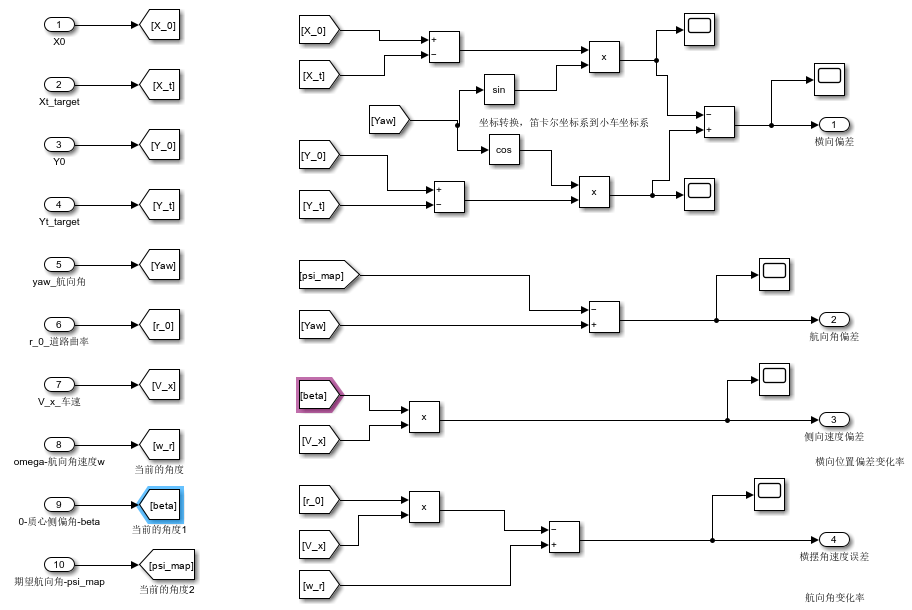 1
[X_0]
X0
2
[X_t]
Xt_target
3
[Y_0]
Y0
4
[Y_t]
Yt_target
5
[Yaw]
yaw_航向角
6
[r_0]
r_0_道路曲率
7
[V_x]
V_x_车速
8
[w_r]
omega-航向角速度w
当前的角度
9
[beta]
0-质心侧偏角-beta
当前的角度1
10
[psi_map]
期望航向角-psi_map
当前的角度2
[X_0]
[X_t]
+
−
x
sin
[Yaw]
坐标转换，笛卡尔坐标系到小车坐标系
cos
[Y_0]
[Y_t]
+
−
x
−
+
1
横向偏差
[psi_map]
[Yaw]
−
+
2
航向角偏差
[beta]
[V_x]
x
3
侧向速度偏差
横向位置偏差变化率
[r_0]
[V_x]
x
[w_r]
−
+
4
横摆角速度误差
航向角变化率